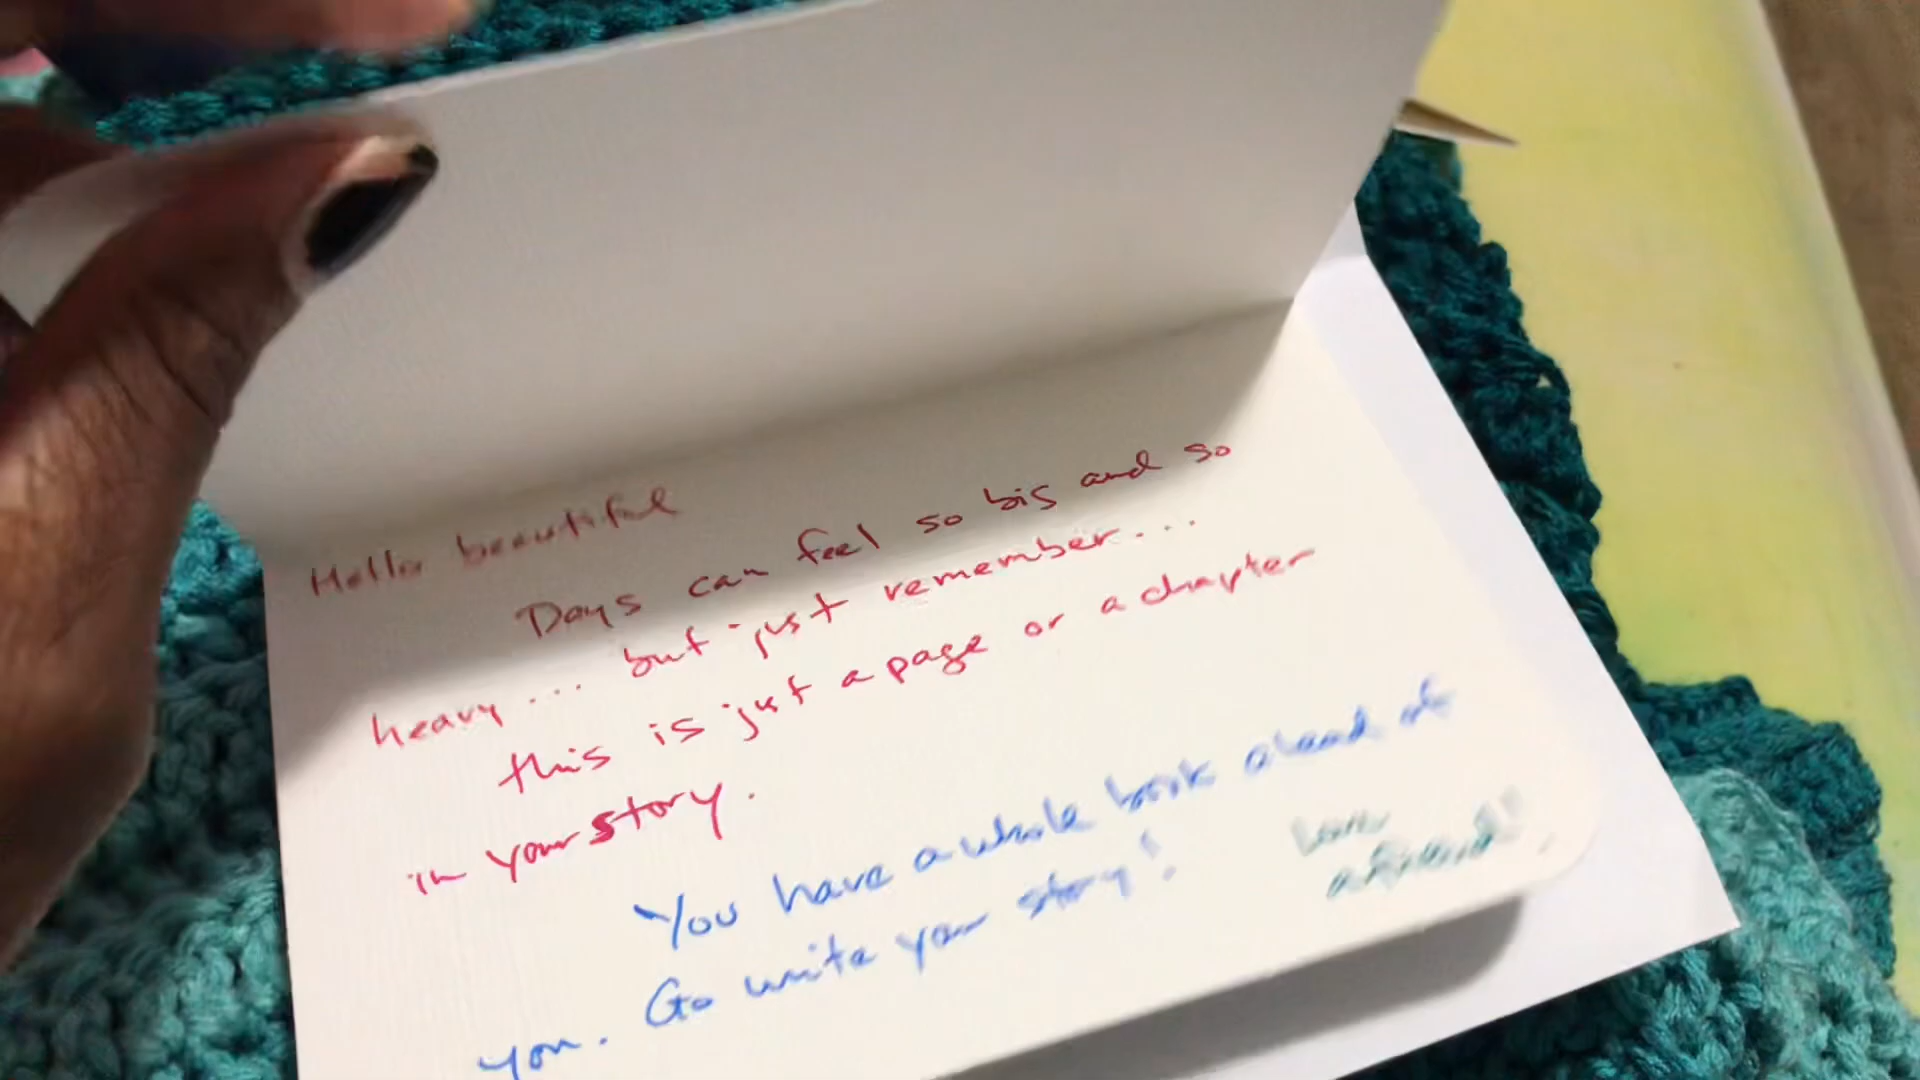 Hello beautiful
Days can feel so big and so
heavy... but just remember...
this is just a page or a chapter
in your story.
You have a whole book ahead of
you. Go write your story!
Love
a friend!